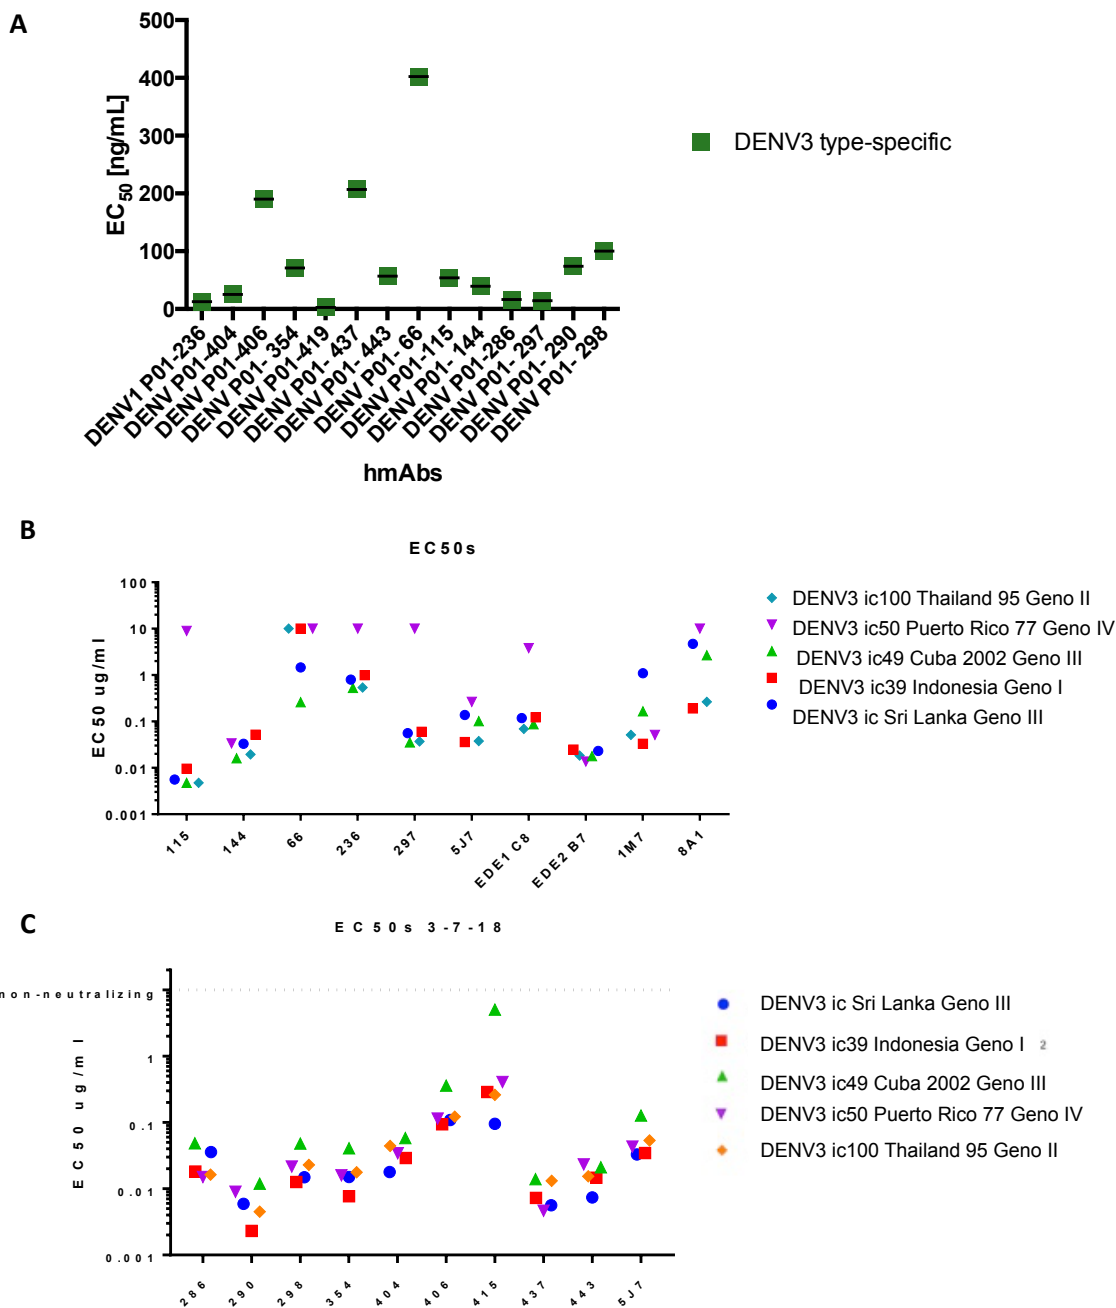 A
500
400
300
200
100
0
EC50 [ng/mL]
DENV3 type-specific
DENV1 P01-236
DENV P01-404
DENV P01-406
DENV P01- 354
DENV P01-419
DENV P01- 437
DENV P01- 443
DENV P01- 66
DENV P01-115
DENV P01- 144
DENV P01-286
DENV P01- 297
DENV P01- 290
DENV P01- 298
hmAbs
B
EC50s
100
10
1
0.1
0.01
0.001
EC50 ug/ml
115
144
66
236
297
5J7
EDE1 C8
EDE2 B7
1M7
8A1
DENV3 ic100 Thailand 95 Geno II
DENV3 ic50 Puerto Rico 77 Geno IV
DENV3 ic49 Cuba 2002 Geno III
DENV3 ic39 Indonesia Geno I
DENV3 ic Sri Lanka Geno III
C
EC50s 3-7-18
non-neutralizing
1
0.1
0.01
0.001
EC50 ug/ml
286
290
298
354
404
406
415
437
443
5J7
DENV3 ic Sri Lanka Geno III
DENV3 ic39 Indonesia Geno I 2
DENV3 ic49 Cuba 2002 Geno III
DENV3 ic50 Puerto Rico 77 Geno IV
DENV3 ic100 Thailand 95 Geno II